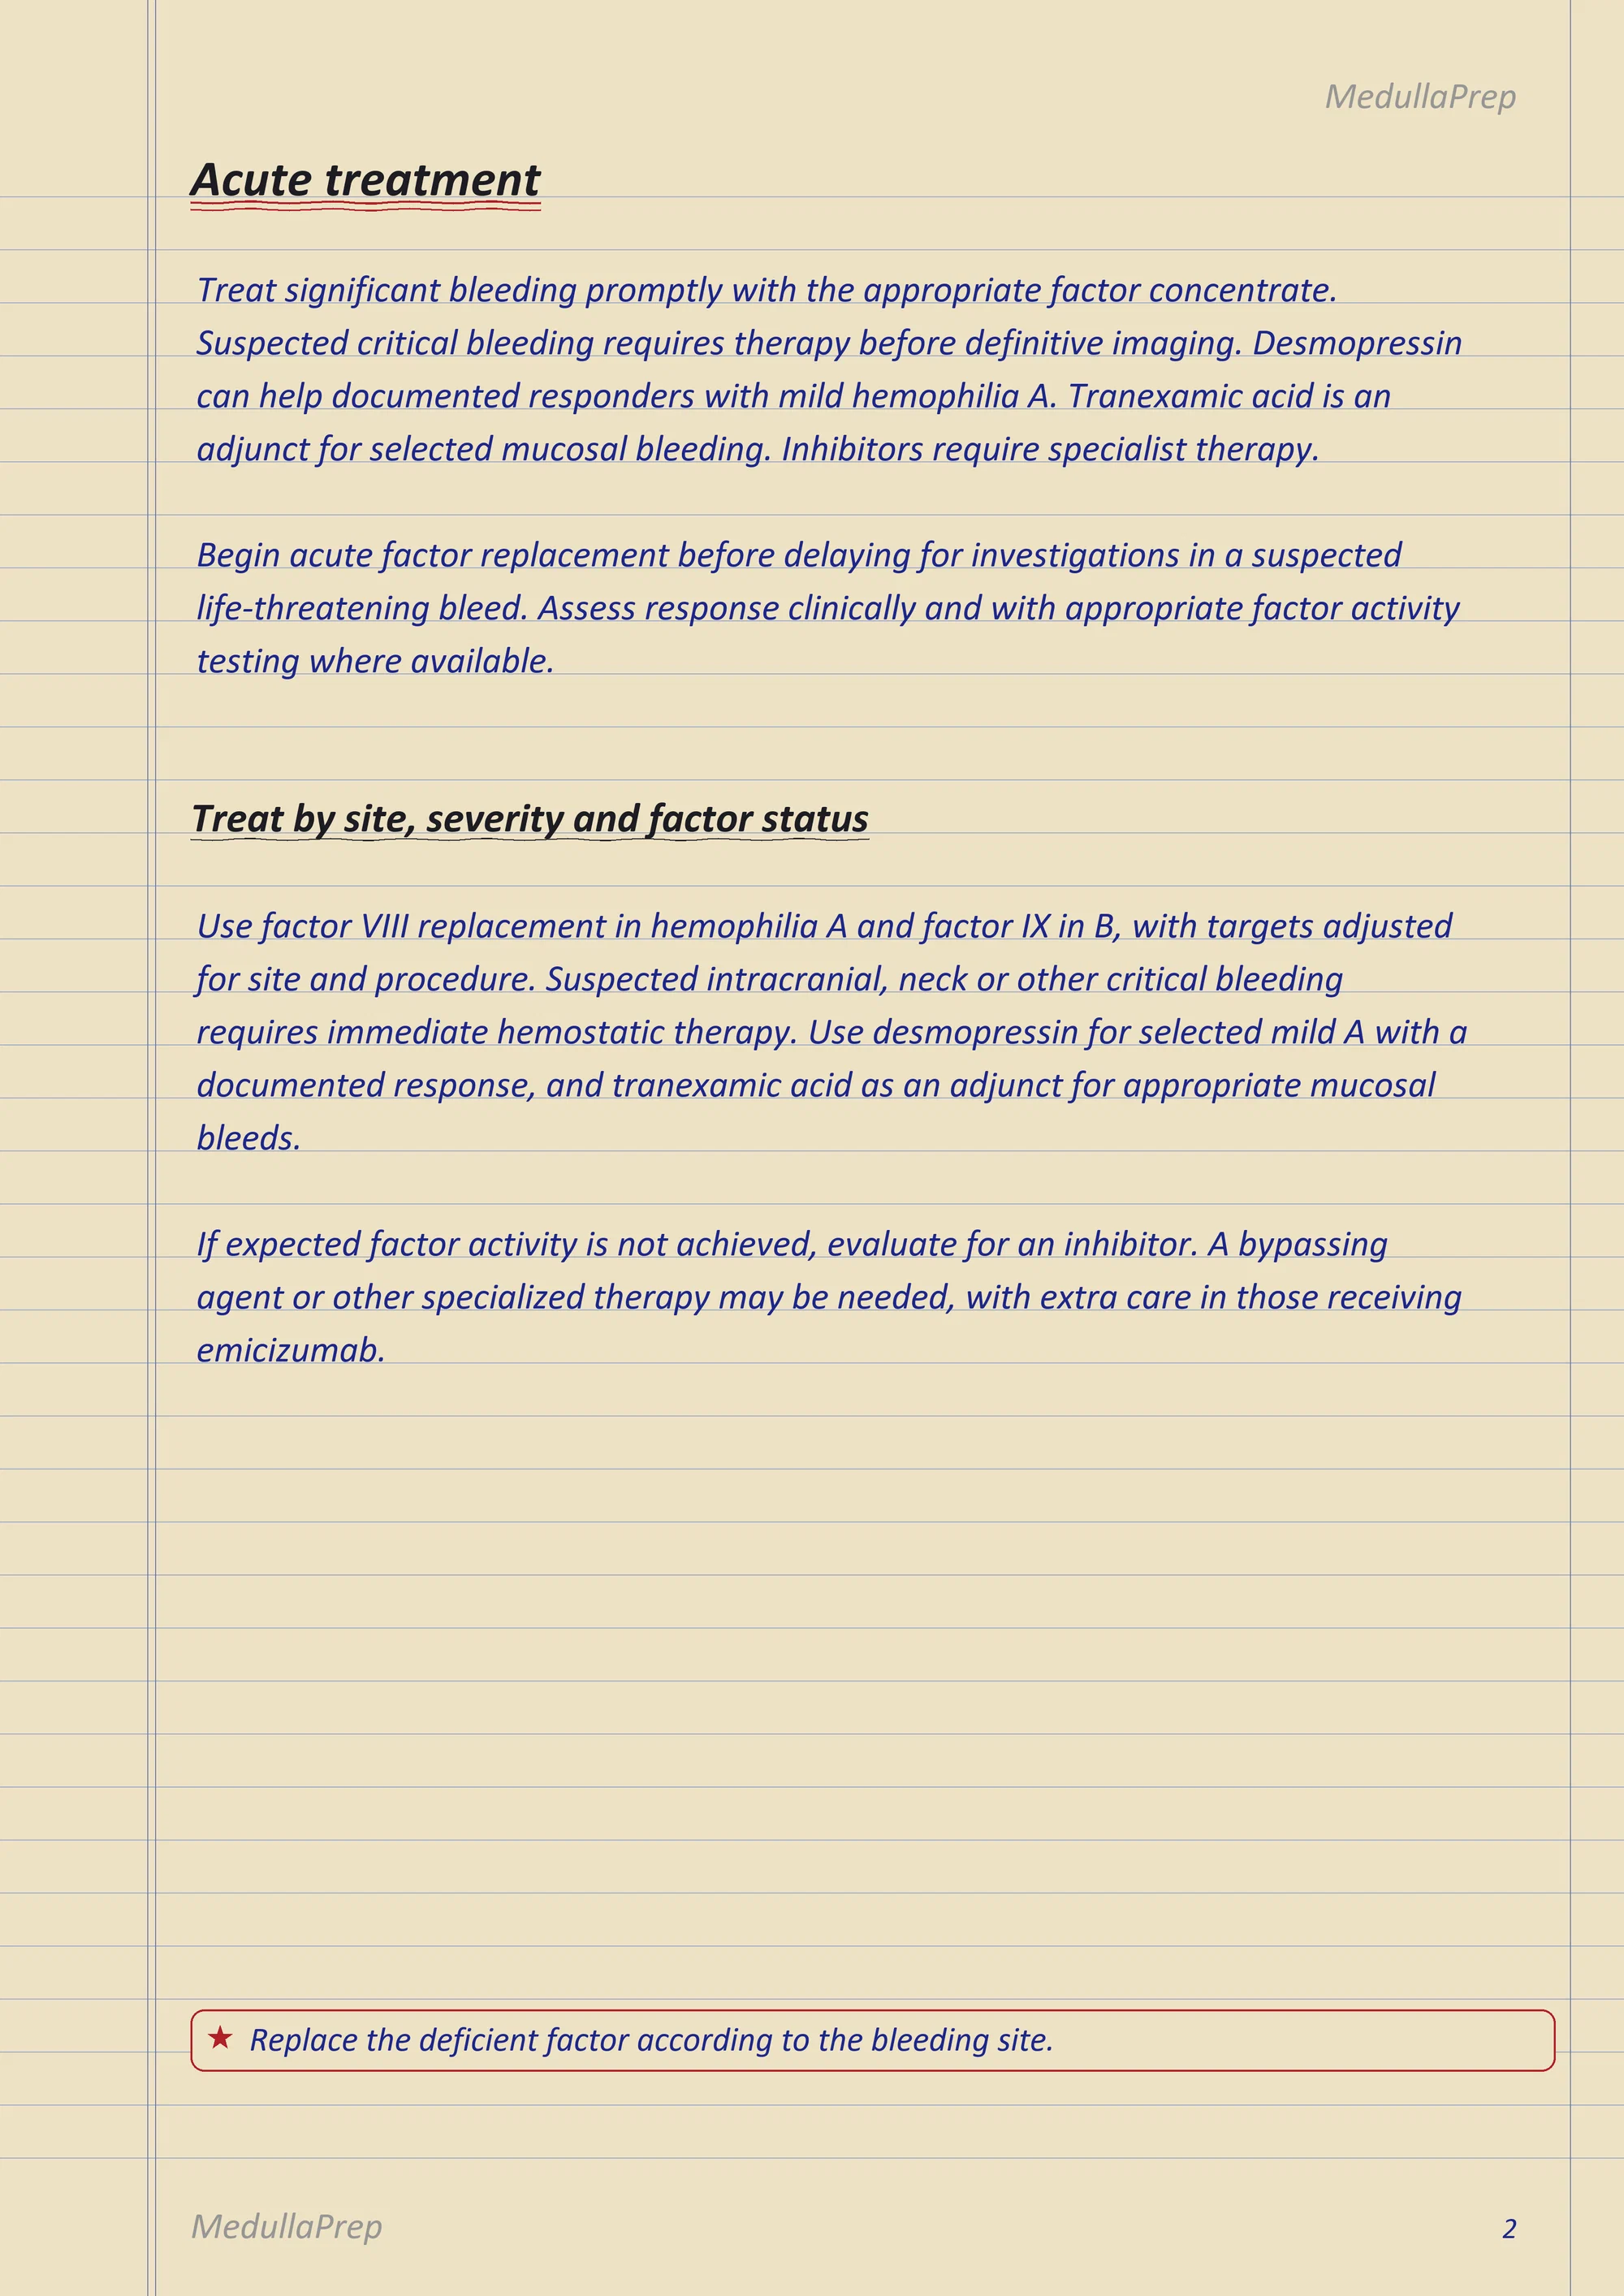 MedullaPrep
Acute treatment
Treat significant bleeding promptly with the appropriate factor concentrate.
Suspected critical bleeding requires therapy before definitive imaging. Desmopressin
can help documented responders with mild hemophilia A. Tranexamic acid is an
adjunct for selected mucosal bleeding. Inhibitors require specialist therapy.
Begin acute factor replacement before delaying for investigations in a suspected
life-threatening bleed. Assess response clinically and with appropriate factor activity
testing where available.
Treat by site, severity and factor status
Use factor VIII replacement in hemophilia A and factor IX in B, with targets adjusted
for site and procedure. Suspected intracranial, neck or other critical bleeding
requires immediate hemostatic therapy. Use desmopressin for selected mild A with a
documented response, and tranexamic acid as an adjunct for appropriate mucosal
bleeds.
If expected factor activity is not achieved, evaluate for an inhibitor. A bypassing
agent or other specialized therapy may be needed, with extra care in those receiving
emicizumab.
★ Replace the deficient factor according to the bleeding site.
MedullaPrep
2